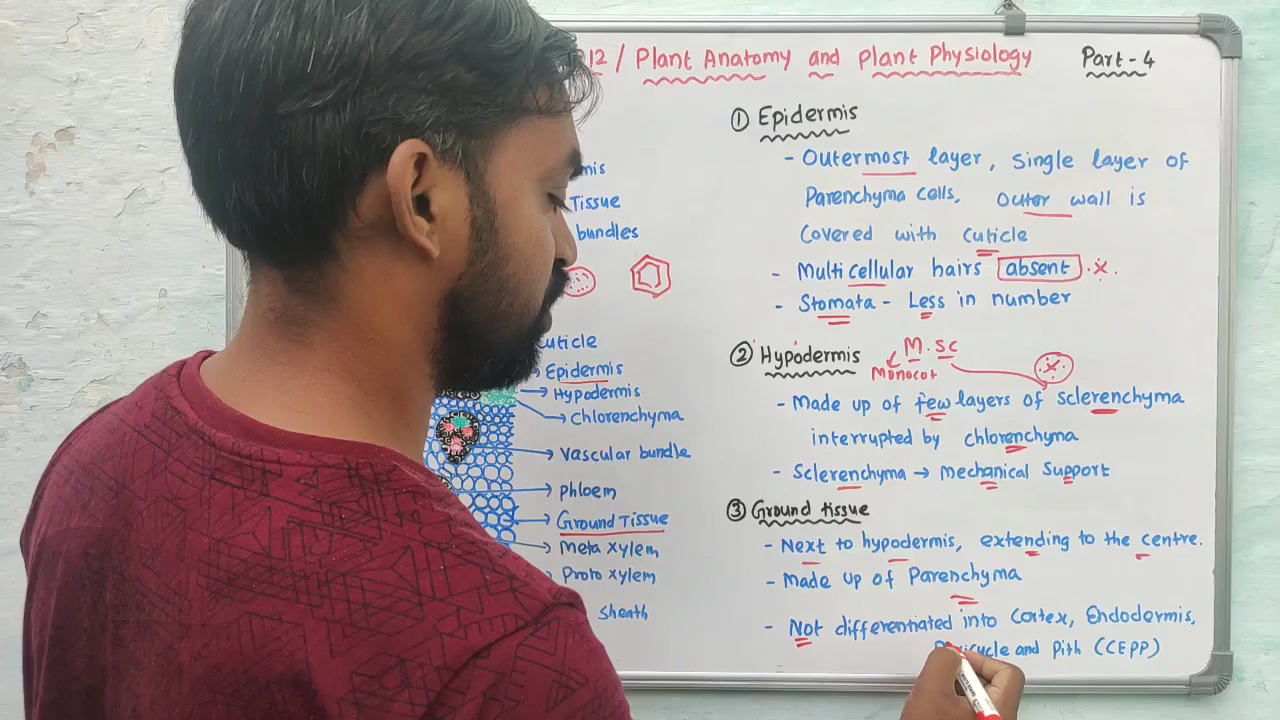 12 / Plant Anatomy and Plant Physiology Part - 4
mis
Tissue
bundles
cuticle
Epidermis
Hypodermis
Chlorenchyma
Vascular bundle
Phloem
Ground Tissue
Meta xylem
Proto xylem
Sheath
① Epidermis
- Outermost layer, Single layer of
Parenchyma cells, Outer wall is
Covered with Cuticle
- Multicellular hairs absent
- Stomata - Less in number
② Hypodermis M.Sc
Monocot
- Made up of few layers of sclerenchyma
interrupted by chlorenchyma
- Sclerenchyma → Mechanical Support
③ Ground tissue
- Next to hypodermis, extending to the centre.
- Made up of Parenchyma
- Not differentiated into Cortex, Endodermis,
Pericycle and Pith (CEPP)